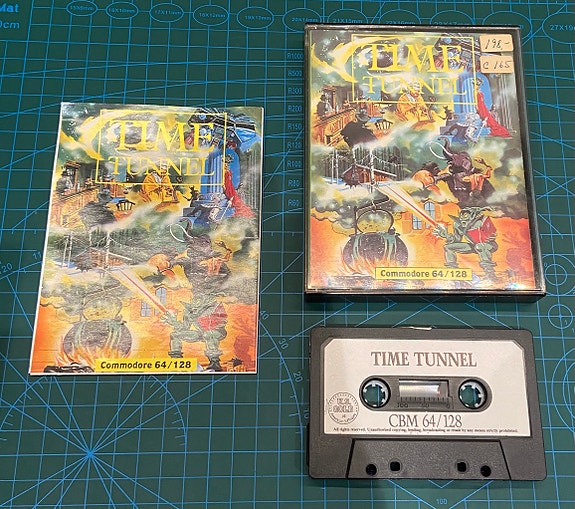 TIME
TUNNEL
Commodore 64/128
198,-
C 165
TIME
TUNNEL
Commodore 64/128
TIME TUNNEL
U.S.
GOLD
CBM 64/128
All rights reserved. Unauthorised copying, lending, broadcasting or resale by any means strictly prohibited.